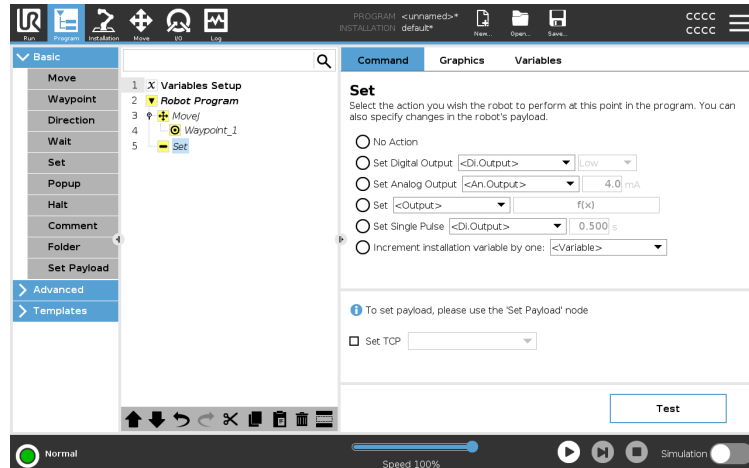 PROGRAM <unnamed>*
INSTALLATION default*
CCCC
CCCC
Run Program Installation Move I/O Log New... Open... Save...
Basic
Move
Waypoint
Direction
Wait
Set
Popup
Halt
Comment
Folder
Set Payload
Advanced
Templates
1 X Variables Setup
2 Robot Program
3 MoveJ
4 Waypoint_1
5 Set
Command Graphics Variables
Set
Select the action you wish the robot to perform at this point in the program. You can
also specify changes in the robot's payload.
No Action
Set Digital Output <Di.Output> Low
Set Analog Output <An.Output> 4.0 mA
Set <Output> f(x)
Set Single Pulse <Di.Output> 0.500 s
Increment installation variable by one: <Variable>
To set payload, please use the 'Set Payload' node
Set TCP
Test
Normal
Speed 100%
Simulation